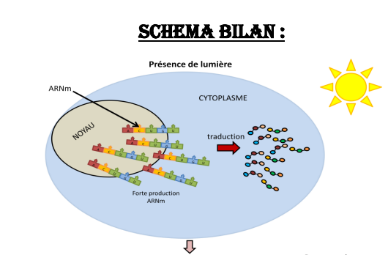 SCHEMA BILAN :
Présence de lumière
ARNm
CYTOPLASME
NOYAU
traduction
Forte production
ARNm